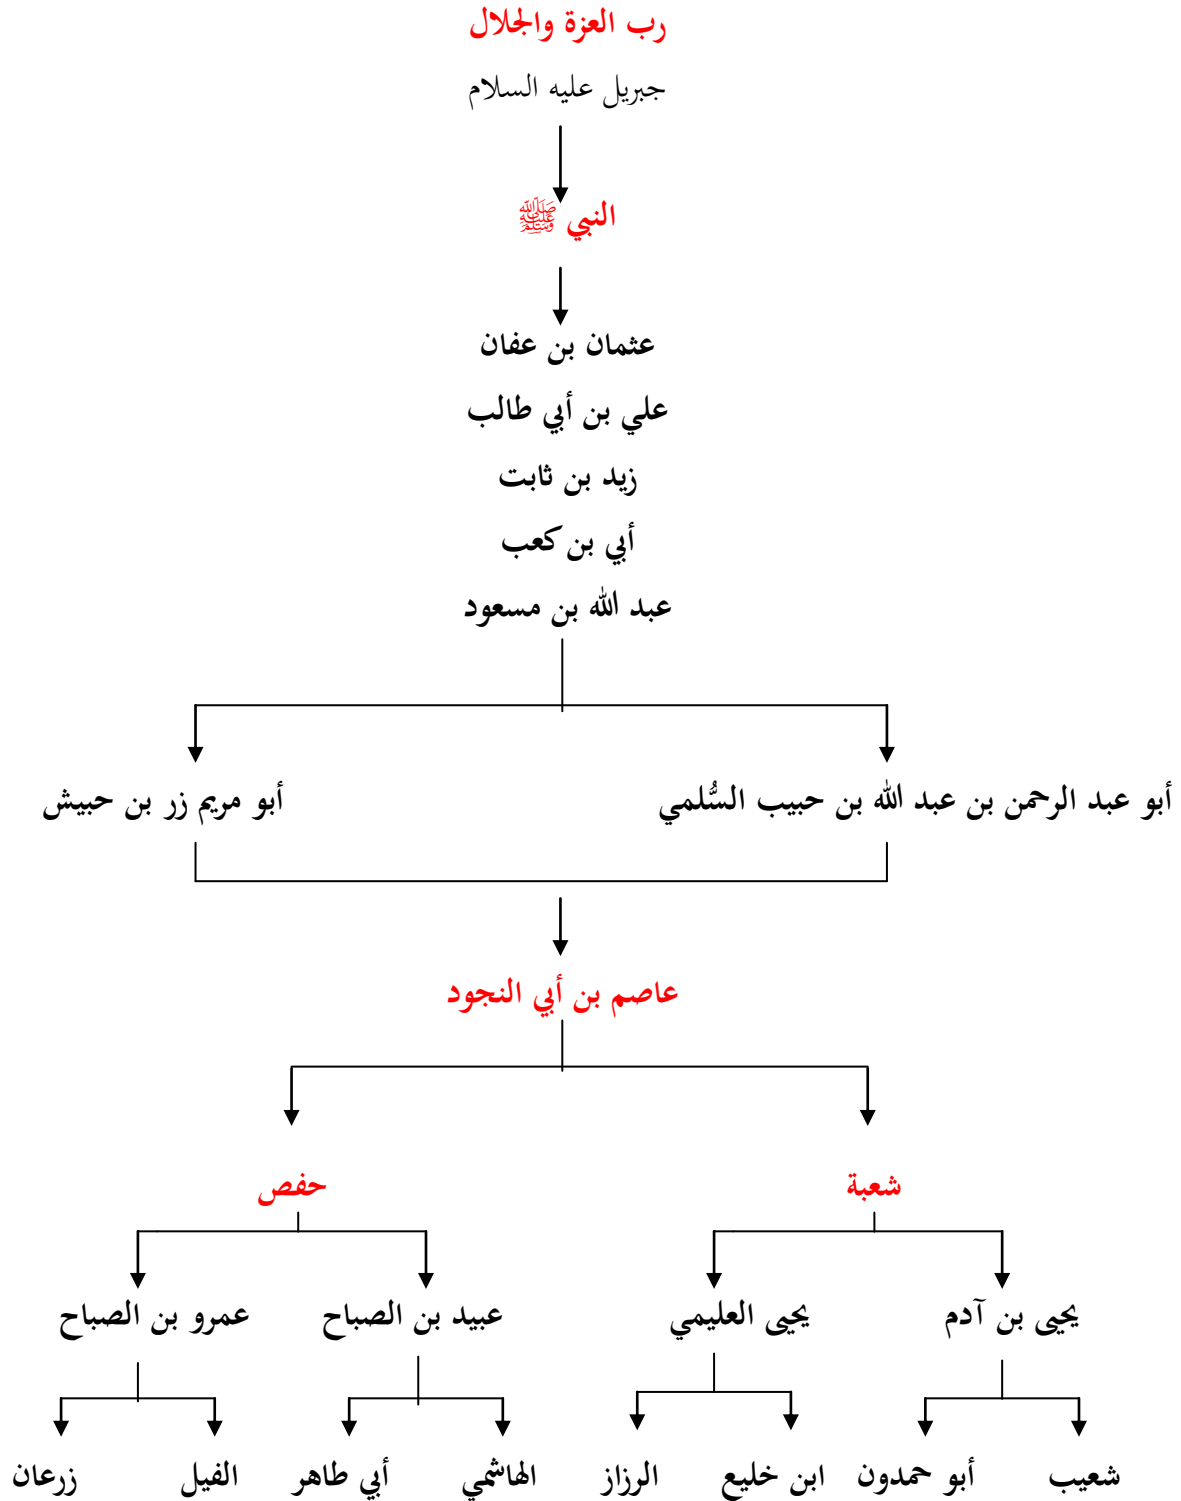 رب العزة والجلال
جبريل عليه السلام
النبي ﷺ
عثمان بن عفان
علي بن أبي طالب
زيد بن ثابت
أبي بن كعب
عبد الله بن مسعود
أبو عبد الرحمن بن عبد الله بن حبيب السُّلمي
أبو مريم زر بن حبيش
عاصم بن أبي النجود
شعبة
حفص
يحيى بن آدم
يحيى العليمي
عبيد بن الصباح
عمرو بن الصباح
شعيب
أبو حمدون
ابن خليع
الرزاز
الهاشمي
أبي طاهر
الفيل
زرعان